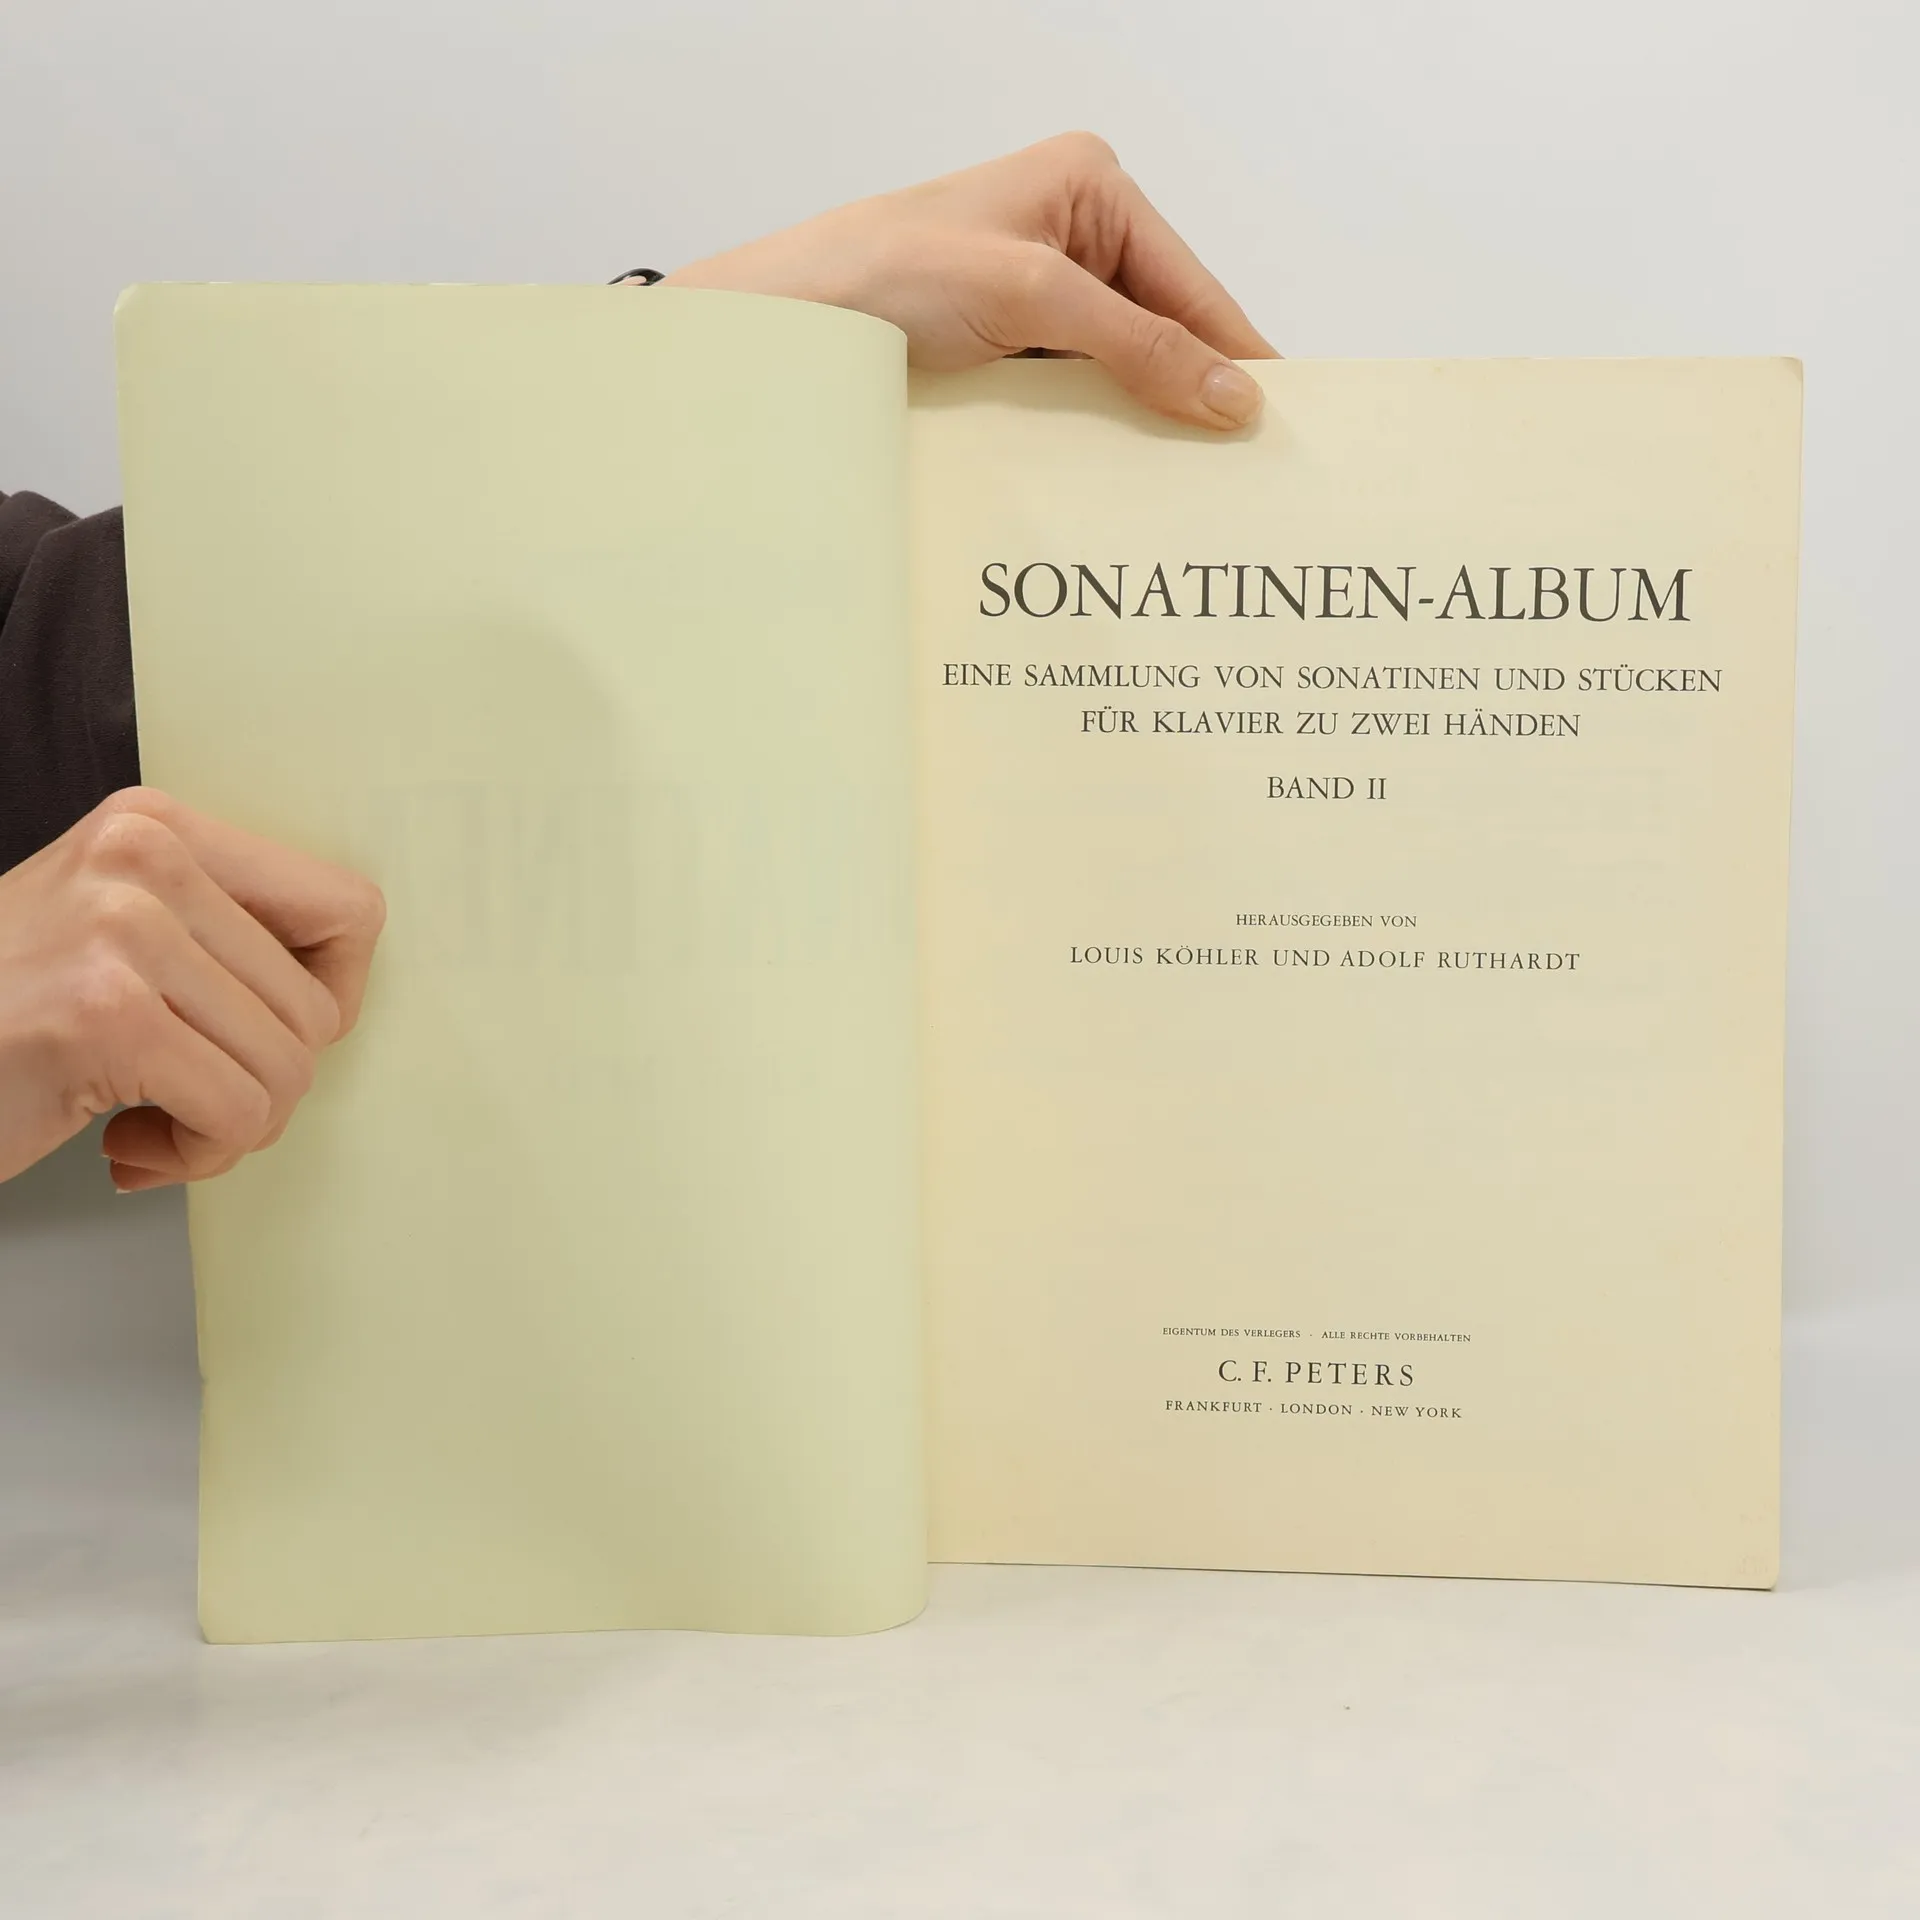 SONATINEN-ALBUM
EINE SAMMLUNG VON SONATINEN UND STÜCKEN
FÜR KLAVIER ZU ZWEI HÄNDEN
BAND II
HERAUSGEGEBEN VON
LOUIS KÖHLER UND ADOLF RUTHARDT
EIGENTUM DES VERLEGERS · ALLE RECHTE VORBEHALTEN
C. F. PETERS
FRANKFURT · LONDON · NEW YORK